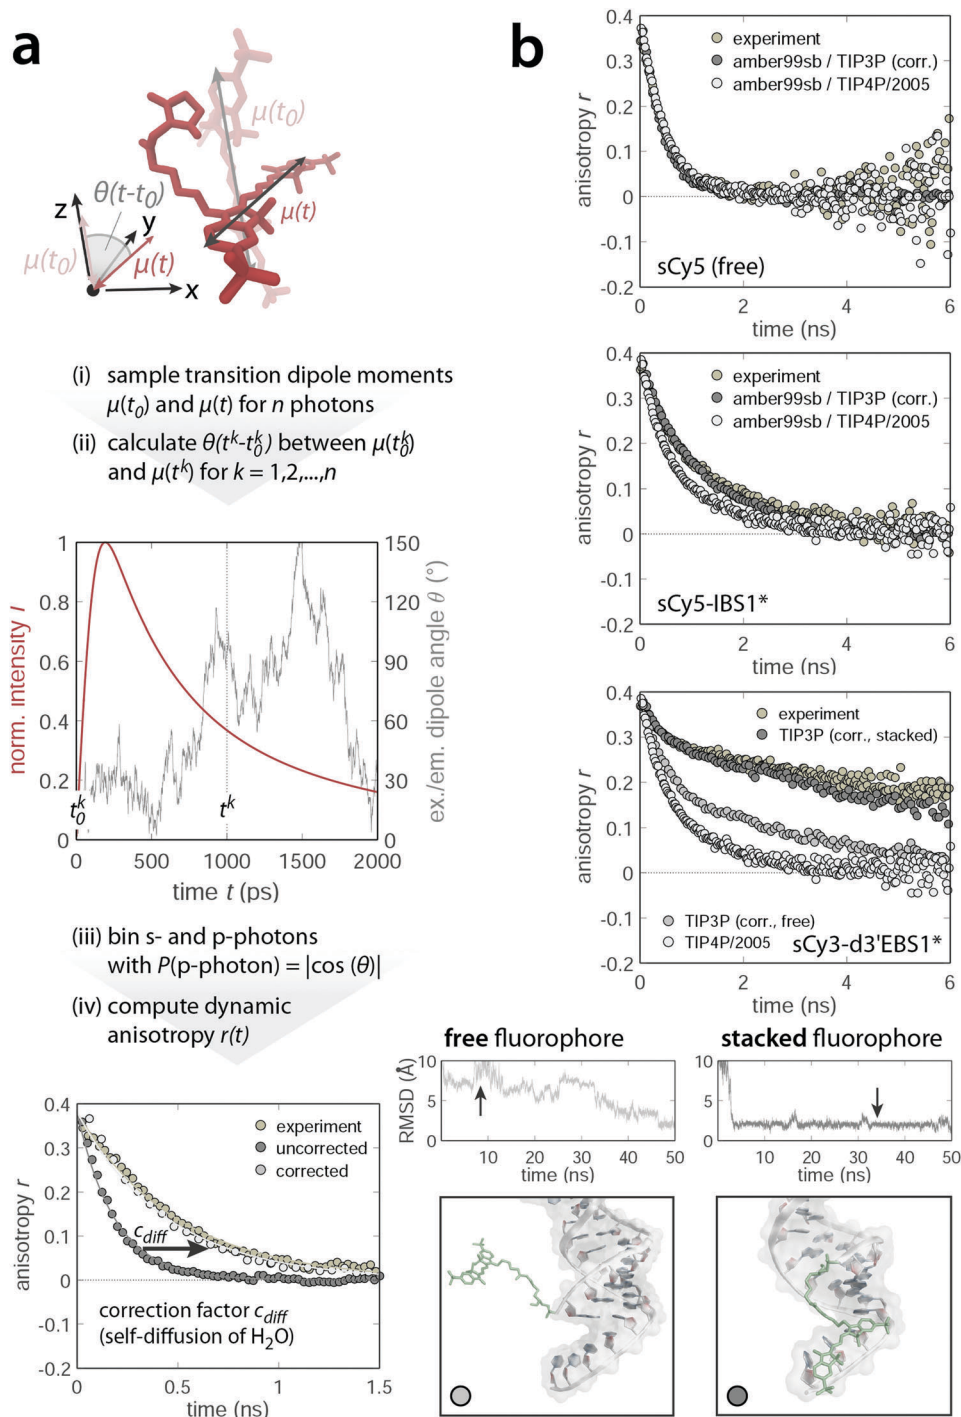 a
μ(t₀)
μ(t)
θ(t-t₀)
z
y
μ(t₀)
μ(t)
x
(i) sample transition dipole moments
μ(t₀) and μ(t) for n photons
(ii) calculate θ(tᵏ-t₀ᵏ) between μ(t₀ᵏ)
and μ(tᵏ) for k = 1,2,...,n
norm. intensity I
1
0.8
0.6
0.4
0.2
0
t₀ᵏ
tᵏ
150
120
90
60
30
0
ex./em. dipole angle θ (°)
0 500 1000 1500 2000
time t (ps)
(iii) bin s- and p-photons
with P(p-photon) = |cos (θ)|
(iv) compute dynamic
anisotropy r(t)
anisotropy r
0.4
0.3
0.2
0.1
0
-0.1
-0.2
experiment
uncorrected
corrected
c_diff
correction factor c_diff
(self-diffusion of H₂O)
0 0.5 1 1.5
time (ns)
b
anisotropy r
0.4
0.3
0.2
0.1
0
-0.1
-0.2
experiment
amber99sb / TIP3P (corr.)
amber99sb / TIP4P/2005
sCy5 (free)
0 2 4 6
time (ns)
anisotropy r
0.4
0.3
0.2
0.1
0
-0.1
-0.2
experiment
amber99sb / TIP3P (corr.)
amber99sb / TIP4P/2005
sCy5-IBS1*
0 2 4 6
time (ns)
anisotropy r
0.4
0.3
0.2
0.1
0
-0.1
-0.2
experiment
TIP3P (corr., stacked)
TIP3P (corr., free)
TIP4P/2005
sCy3-d3'EBS1*
0 2 4 6
time (ns)
free fluorophore
RMSD (Å)
10
5
0
10 20 30 40 50
time (ns)
stacked fluorophore
10
5
0
10 20 30 40 50
time (ns)